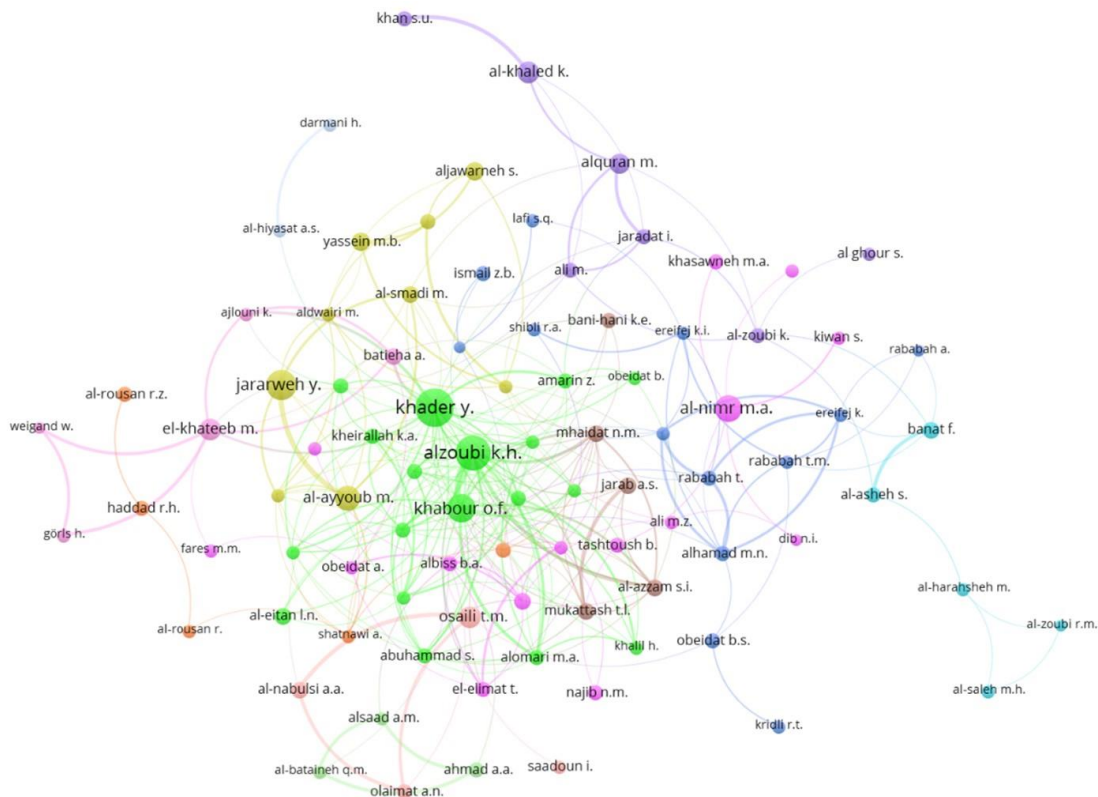 khan s.u.
al-khaled k.
darmani h.
alquran m.
aljawarneh s.
lafi s.q.
al-hiyasat a.s.
yassein m.b.
jaradat i.
al ghour s.
khasawneh m.a.
ismail z.b.
ali m.
al-smadi m.
ajlouni k.
aldwairi m.
bani-hani k.e.
shibli r.a.
ereifej k.i.
al-zoubi k.
kiwan s.
rababah a.
batieha a.
jararweh y.
amarin z.
obeidat b.
al-rousan r.z.
khader y.
al-nimr m.a.
ereifej k.
weigand w.
el-khateeb m.
kheirallah k.a.
mhaidat n.m.
banat f.
alzoubi k.h.
rababah t.m.
rababah t.
jarab a.s.
al-asheh s.
al-ayyoub m.
khabour o.f.
haddad r.h.
ali m.z.
görls h.
fares m.m.
tashtoush b.
dib n.i.
alhamad m.n.
obeidat a.
albiss b.a.
al-azzam s.i.
al-harahsheh m.
al-eitan l.n.
osaili t.m.
mukattash t.l.
al-zoubi r.m.
al-rousan r.
shatnawi a.
khalil h.
obeidat b.s.
abuhammad s.
alomari m.a.
al-nabulsi a.a.
el-elimat t.
najib n.m.
al-saleh m.h.
alsaad a.m.
kridli r.t.
al-bataineh q.m.
ahmad a.a.
saadoun i.
olaimat a.n.